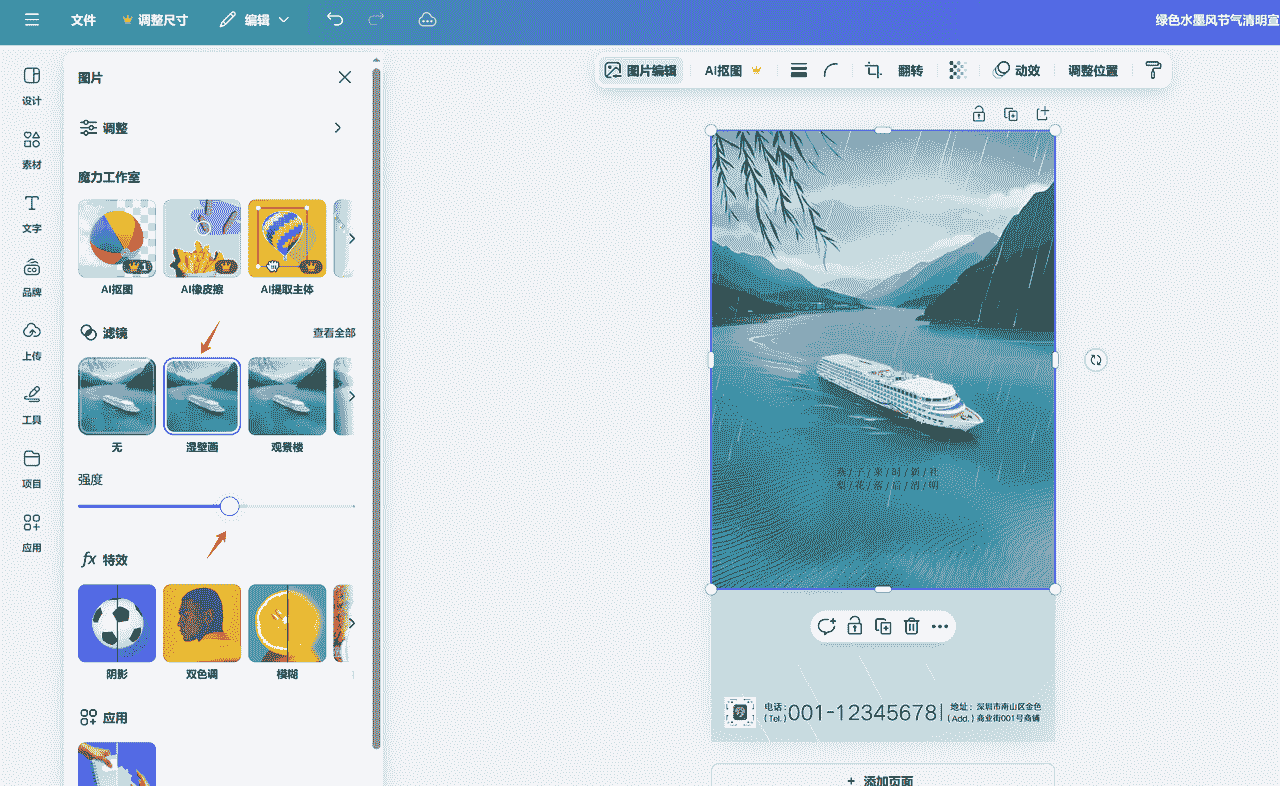 文件
调整尺寸
编辑
绿色水墨风节气清明宣
设计
素材
文字
品牌
上传
工具
项目
应用
图片
调整
魔力工作室
1
AI抠图
AI橡皮擦
AI提取主体
滤镜
查看全部
无
湿壁画
观景楼
强度
fx 特效
阴影
双色调
模糊
应用
图片编辑
AI抠图
翻转
动效
调整位置
燕/子/来/时/新/社
梨/花/落/后/清/明
电话:
(Tel.)
001-12345678
地址: 深圳市南山区金色
(Add.) 商业街001号商铺
+ 添加页面